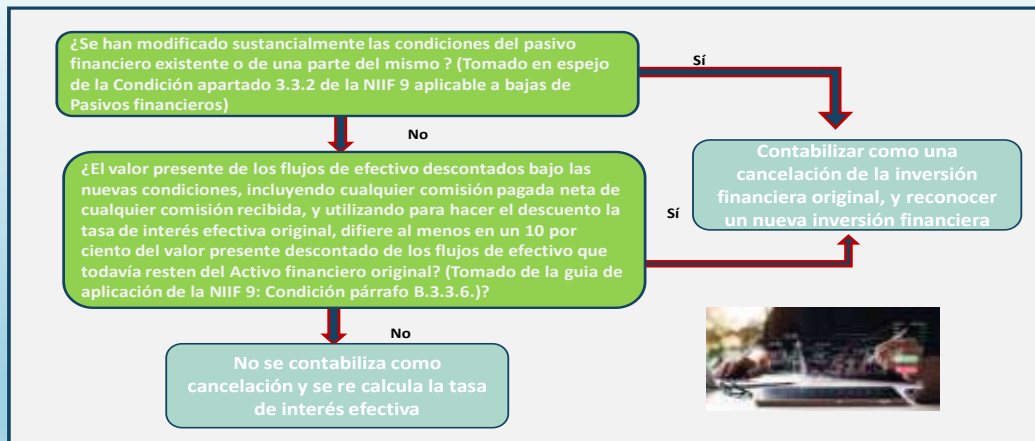 ¿Se han modificado sustancialmente las condiciones del pasivo
financiero existente o de una parte del mismo ? (Tomado en espejo
de la Condición apartado 3.3.2 de la NIIF 9 aplicable a bajas de
Pasivos financieros)
Sí
No
¿El valor presente de los flujos de efectivo descontados bajo las
nuevas condiciones, incluyendo cualquier comisión pagada neta de
cualquier comisión recibida, y utilizando para hacer el descuento la
tasa de interés efectiva original, difiere al menos en un 10 por
ciento del valor presente descontado de los flujos de efectivo que
todavía resten del Activo financiero original? (Tomado de la guia de
aplicación de la NIIF 9: Condición párrafo B.3.3.6.)?
Sí
Contabilizar como una
cancelación de la inversión
financiera original, y reconocer
un nueva inversión financiera
No
No se contabiliza como
cancelación y se re calcula la tasa
de interés efectiva